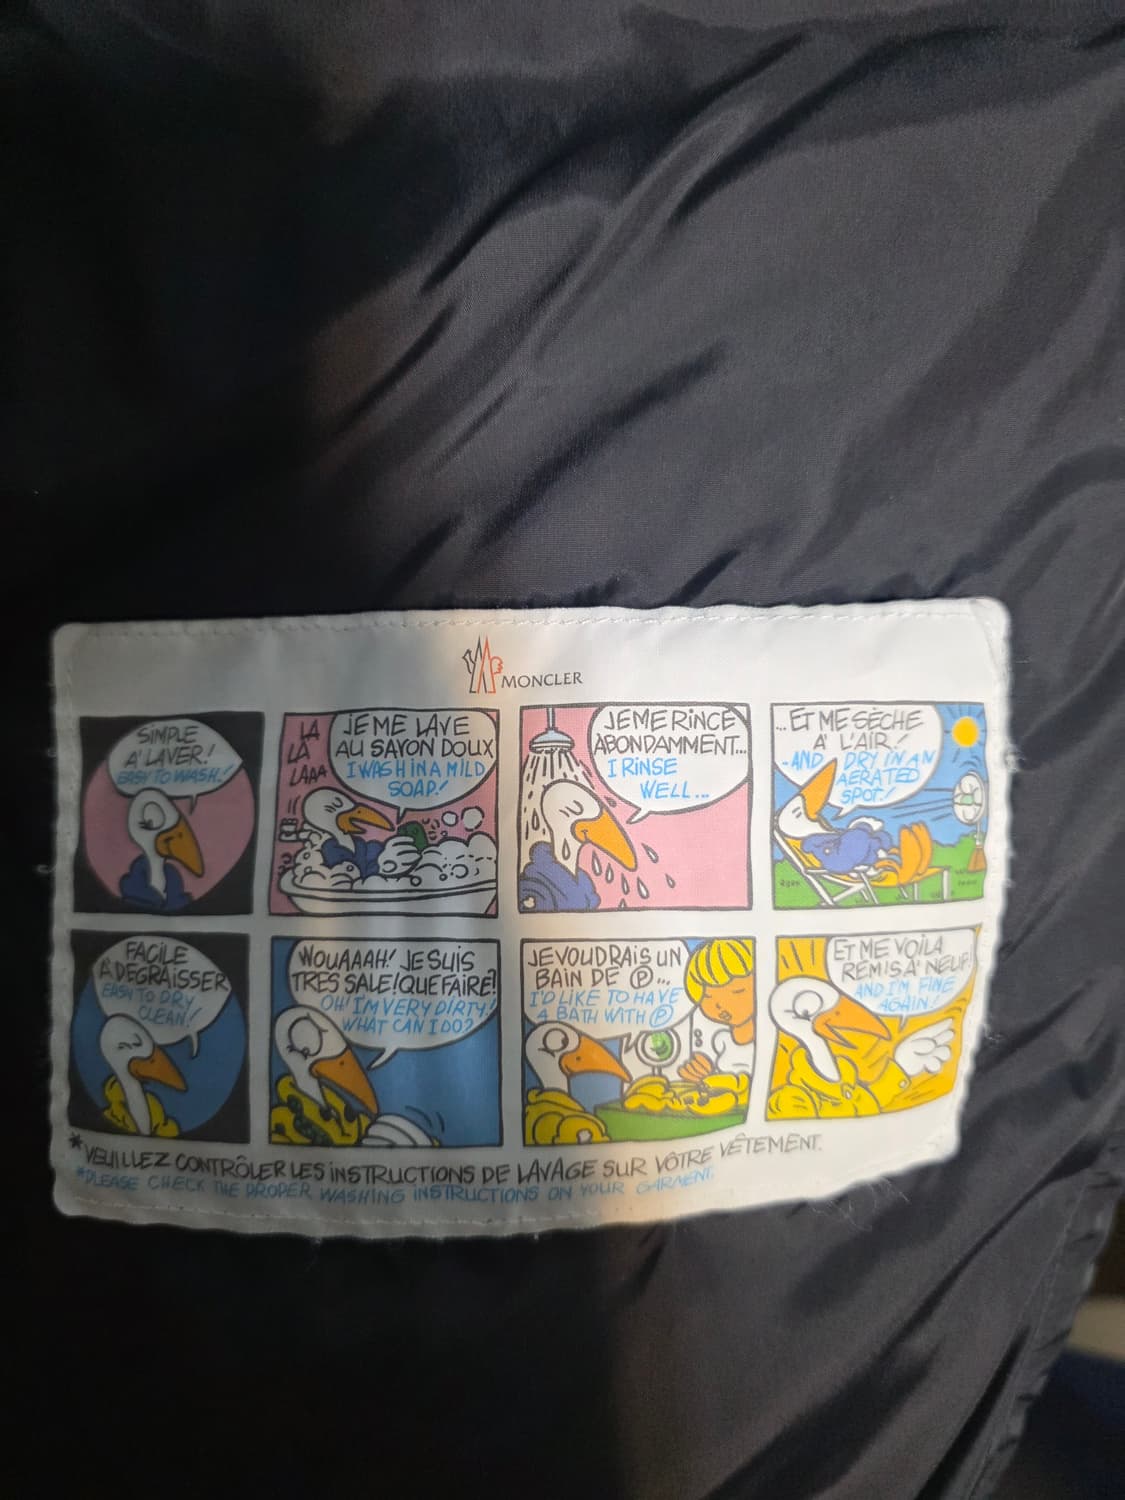 MONCLER
SIMPLE
A' LAVER!
EASY TO WASH!
LA
LÀ
LAAA
JE ME LAVE
AU SAVON DOUX
I WASH IN A MILD
SOAP!
JE ME RINCE
ABONDAMMENT...
I RINSE
WELL...
...ET ME SÈCHE
A' L'AIR!
..AND DRY IN AN
AERATED
SPOT!
FACILE
A' DEGRAISSER
EASY TO DRY
CLEAN!
WOUAAAH! JE SUIS
TRES SALE! QUE FAIRE?
OH! I'M VERY DIRTY!
WHAT CAN I DO?
JE VOUDRAIS UN
BAIN DE Ⓟ...
I'D LIKE TO HAVE
A BATH WITH Ⓟ
ET ME VOILA
REMIS A' NEUF!
AND I'M FINE
AGAIN!
*VEUILLEZ CONTRÔLER LES INSTRUCTIONS DE LAVAGE SUR VÔTRE VÊTEMENT.
*PLEASE CHECK THE PROPER WASHING INSTRUCTIONS ON YOUR GARMENT.